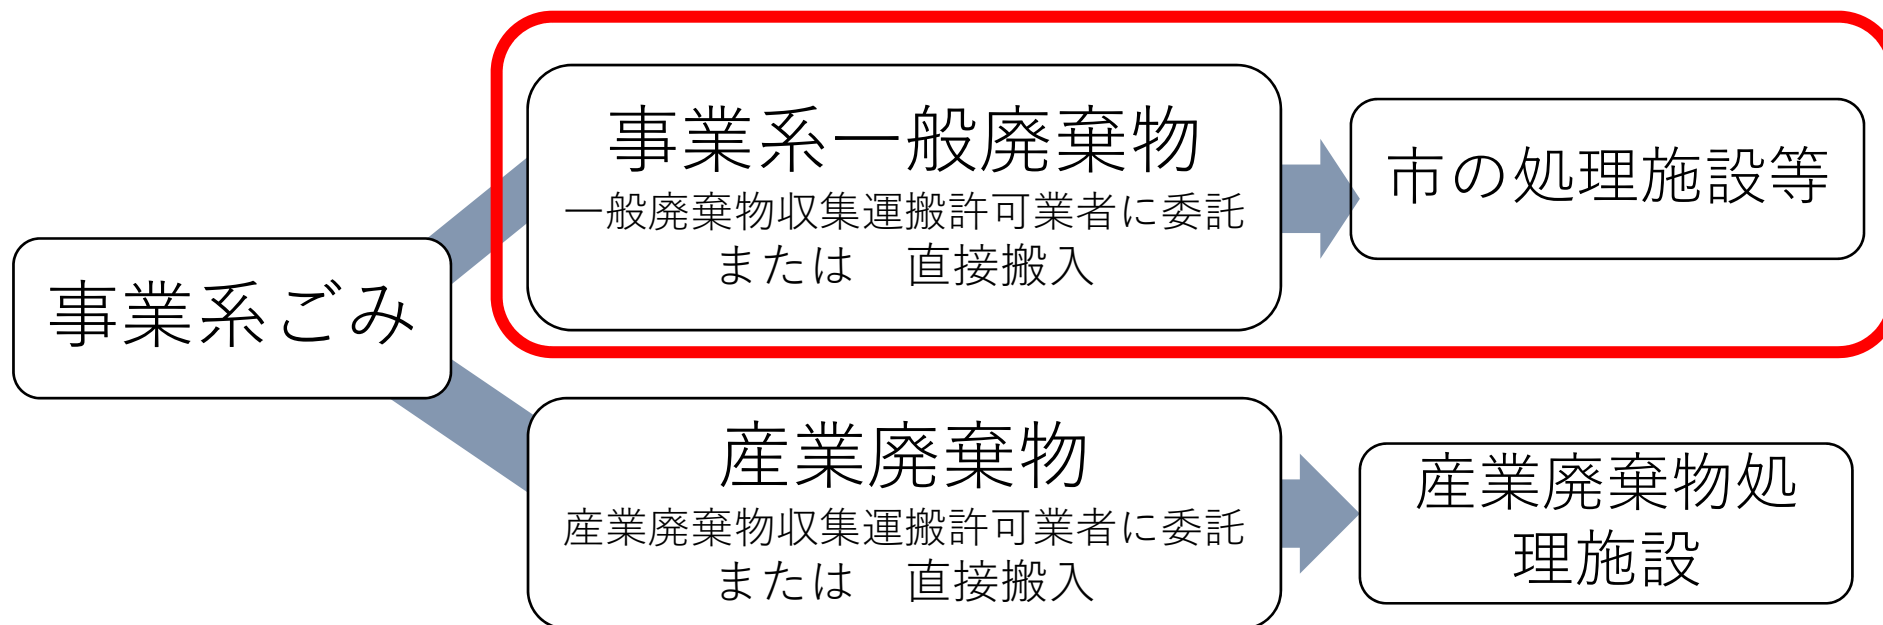 事業系ごみ
事業系一般廃棄物
一般廃棄物収集運搬許可業者に委託
または　直接搬入
市の処理施設等
産業廃棄物
産業廃棄物収集運搬許可業者に委託
または　直接搬入
産業廃棄物処
理施設